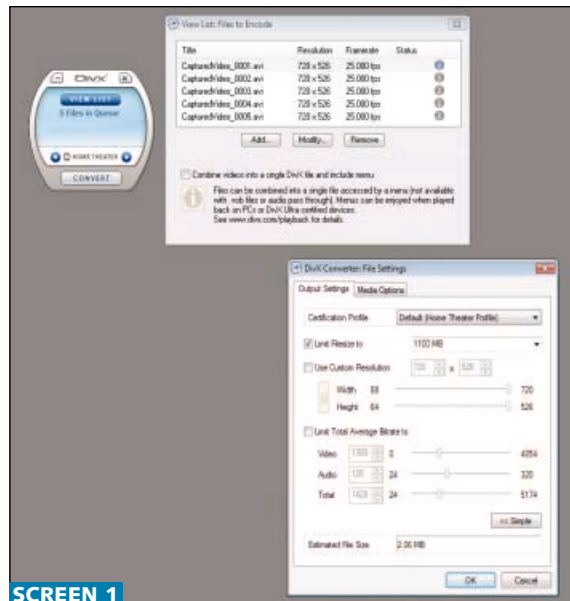 View List: Files to Encode
Title Resolution Framerate Status
CapturedVideo_0001.avi 720 x 526 25.000 fps
CapturedVideo_0002.avi 720 x 526 25.000 fps
CapturedVideo_0003.avi 720 x 526 25.000 fps
CapturedVideo_0004.avi 720 x 526 25.000 fps
CapturedVideo_0005.avi 720 x 526 25.000 fps
Add... Modify... Remove
Combine videos into a single DivX file and include menu
Files can be combined into a single file accessed by a menu (not available
with .vob files or audio pass through). Menus can be enjoyed when played
back on PCs or DivX Ultra certified devices.
See www.divx.com/playback for details.
DivX
VIEW LIST
5 Files in Queue
HOME THEATER
CONVERT
DivX Converter: File Settings
Output Settings Media Options
Certification Profile Default (Home Theater Profile)
Limit Filesize to 1100 MB
Use Custom Resolution 720 x 526
Width 88 720
Height 64 526
Limit Total Average Bitrate to
Video 1300 0 4854
Audio 24 320
Total 24 5174
<< Simple
Estimated File Size 2.06 MB
OK Cancel
SCREEN 1